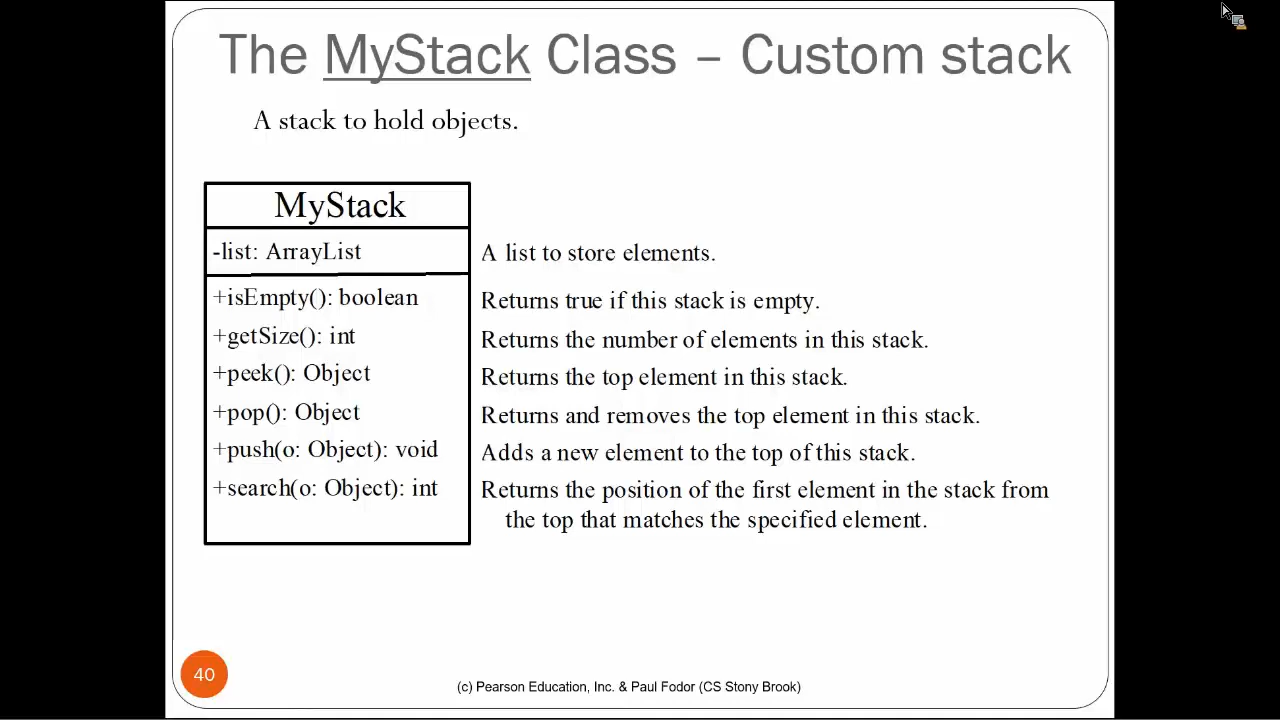 The MyStack Class – Custom stack
A stack to hold objects.
MyStack
-list: ArrayList
A list to store elements.
+isEmpty(): boolean
Returns true if this stack is empty.
+getSize(): int
Returns the number of elements in this stack.
+peek(): Object
Returns the top element in this stack.
+pop(): Object
Returns and removes the top element in this stack.
+push(o: Object): void
Adds a new element to the top of this stack.
+search(o: Object): int
Returns the position of the first element in the stack from
the top that matches the specified element.
40
(c) Pearson Education, Inc. & Paul Fodor (CS Stony Brook)